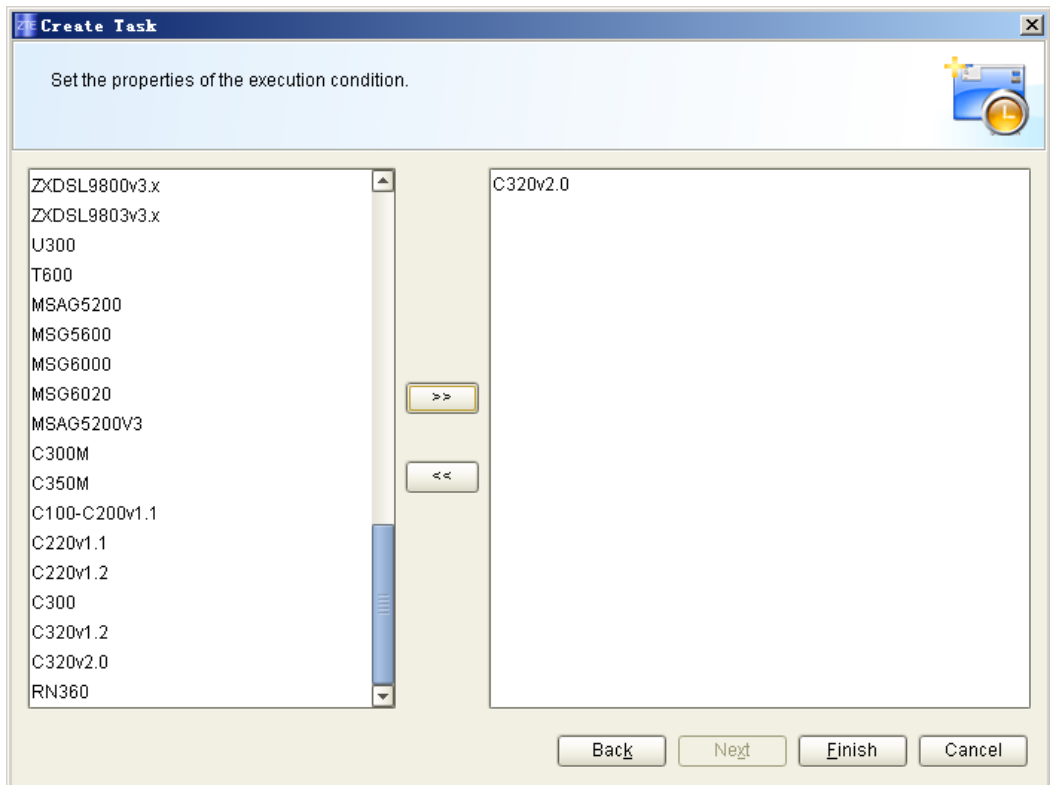 ZTE Create Task
Set the properties of the execution condition.
ZXDSL9800v3.x
ZXDSL9803v3.x
U300
T600
MSAG5200
MSG5600
MSG6000
MSG6020
MSAG5200V3
C300M
C350M
C100-C200v1.1
C220v1.1
C220v1.2
C300
C320v1.2
C320v2.0
RN360
>>
<<
C320v2.0
Back
Next
Finish
Cancel